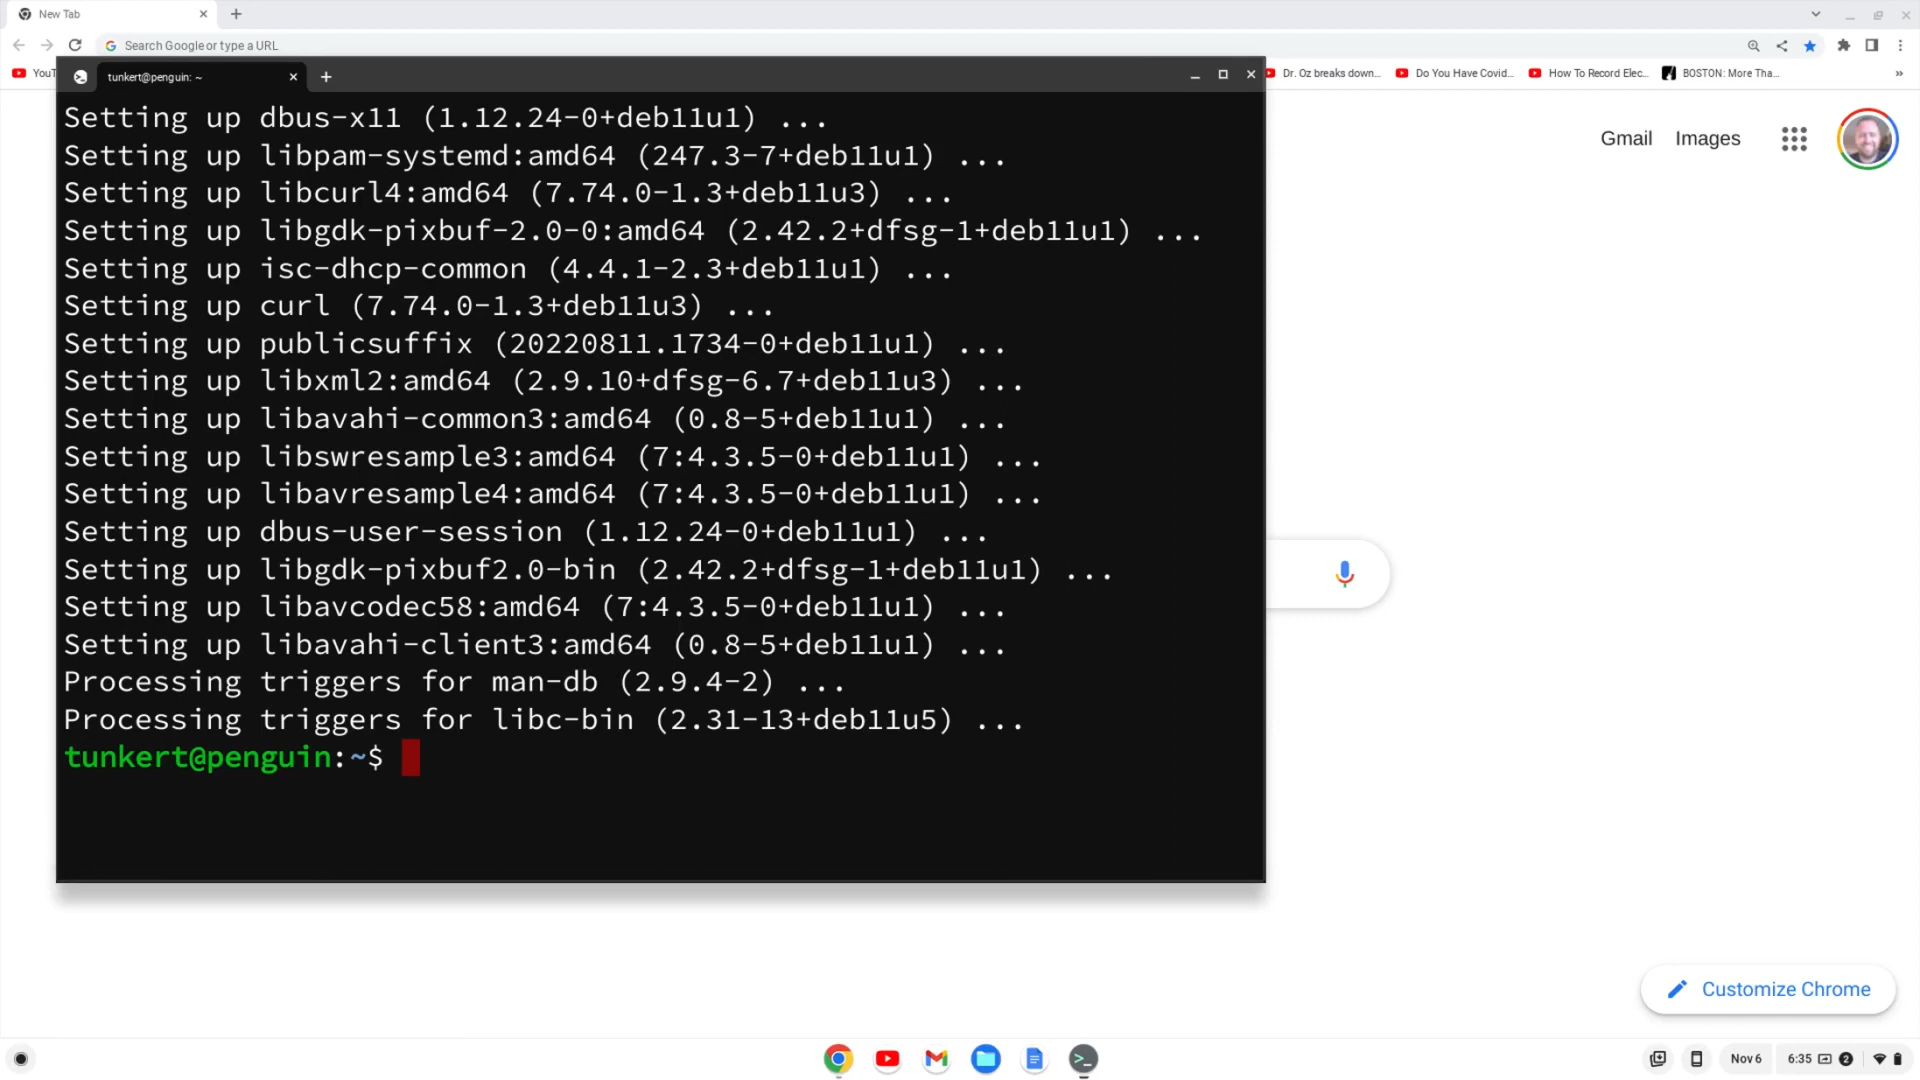 New Tab
Search Google or type a URL
YouT
Dr. Oz breaks down...
Do You Have Covid...
How To Record Elec...
BOSTON: More Tha...
»
tunkert@penguin: ~
Gmail
Images
Setting up dbus-x11 (1.12.24-0+deb11u1) ...
Setting up libpam-systemd:amd64 (247.3-7+deb11u1) ...
Setting up libcurl4:amd64 (7.74.0-1.3+deb11u3) ...
Setting up libgdk-pixbuf-2.0-0:amd64 (2.42.2+dfsg-1+deb11u1) ...
Setting up isc-dhcp-common (4.4.1-2.3+deb11u1) ...
Setting up curl (7.74.0-1.3+deb11u3) ...
Setting up publicsuffix (20220811.1734-0+deb11u1) ...
Setting up libxml2:amd64 (2.9.10+dfsg-6.7+deb11u3) ...
Setting up libavahi-common3:amd64 (0.8-5+deb11u1) ...
Setting up libswresample3:amd64 (7:4.3.5-0+deb11u1) ...
Setting up libavresample4:amd64 (7:4.3.5-0+deb11u1) ...
Setting up dbus-user-session (1.12.24-0+deb11u1) ...
Setting up libgdk-pixbuf2.0-bin (2.42.2+dfsg-1+deb11u1) ...
Setting up libavcodec58:amd64 (7:4.3.5-0+deb11u1) ...
Setting up libavahi-client3:amd64 (0.8-5+deb11u1) ...
Processing triggers for man-db (2.9.4-2) ...
Processing triggers for libc-bin (2.31-13+deb11u5) ...
tunkert@penguin:~$
Customize Chrome
Nov 6
6:35
2